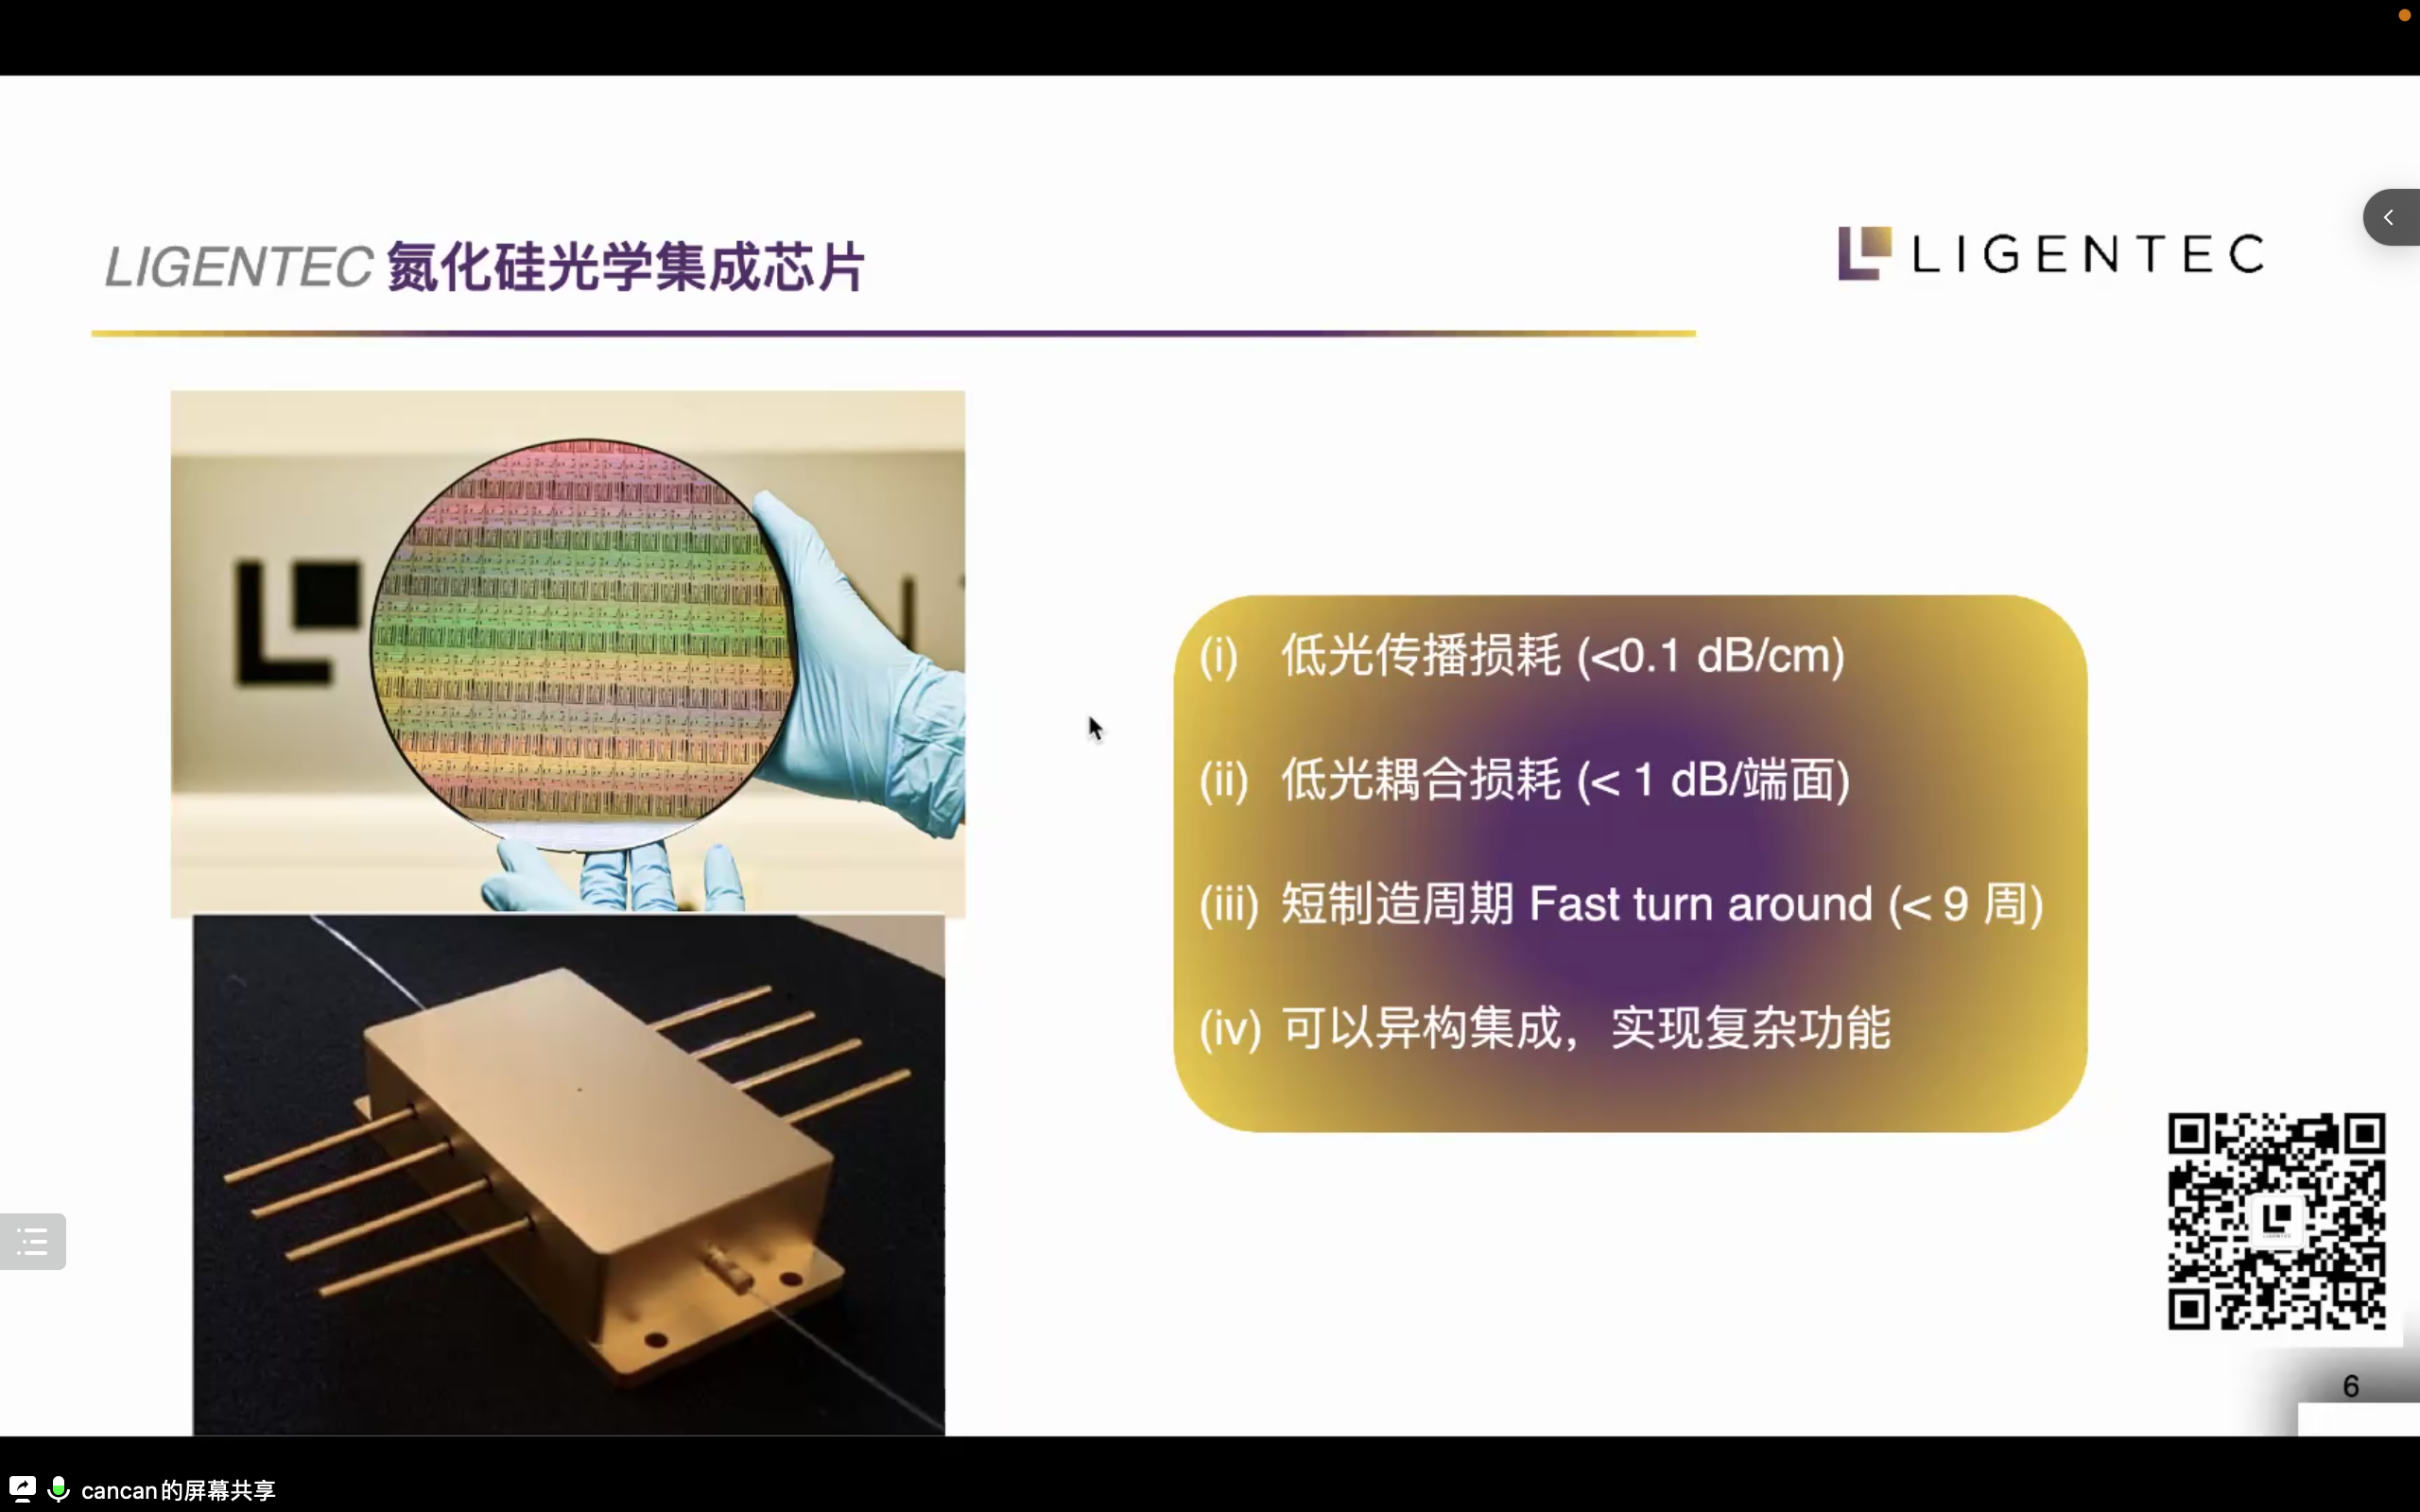 LIGENTEC 氮化硅光学集成芯片
LIGENTEC
(i) 低光传播损耗 (<0.1 dB/cm)
(ii) 低光耦合损耗 (< 1 dB/端面)
(iii) 短制造周期 Fast turn around (< 9 周)
(iv) 可以异构集成，实现复杂功能
6
cancan的屏幕共享